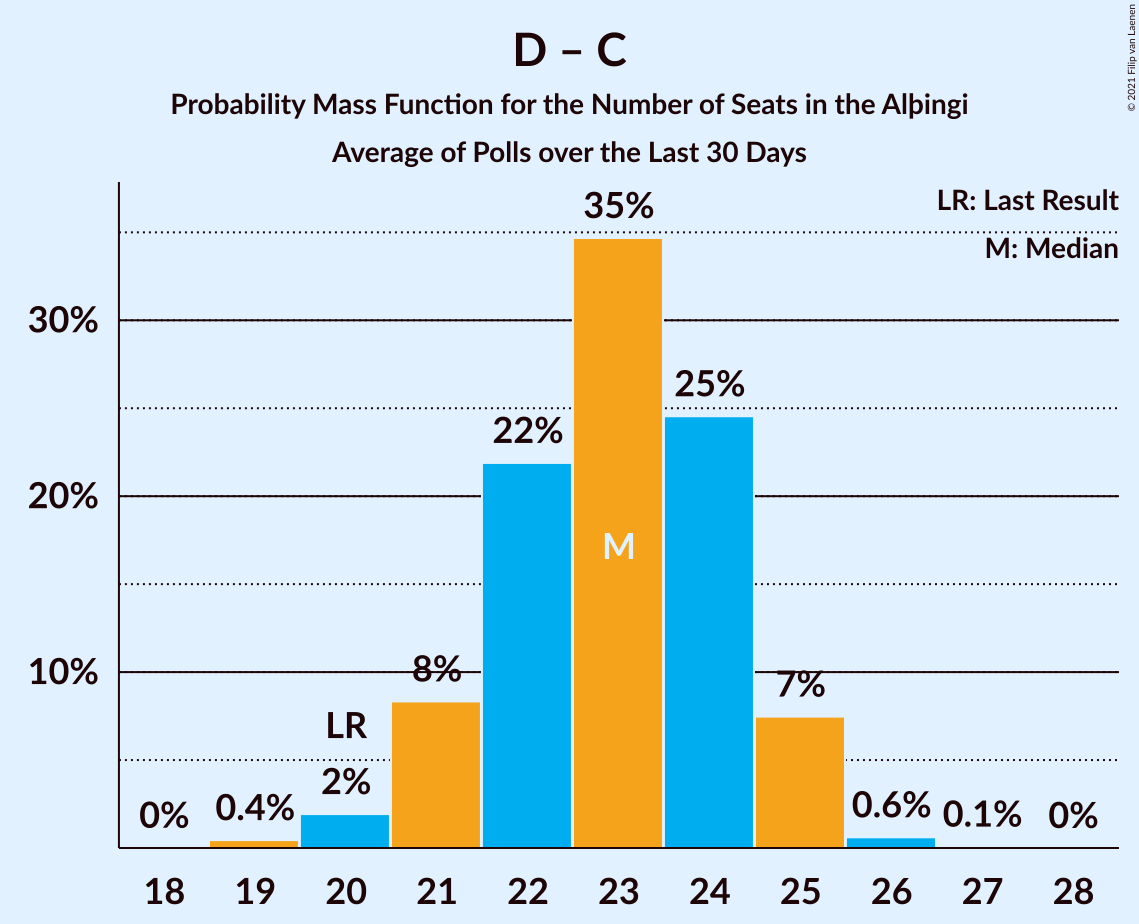 D – C
Probability Mass Function for the Number of Seats in the Alþingi
Average of Polls over the Last 30 Days
© 2021 Filip van Laenen
LR: Last Result
M: Median
30%
20%
10%
0%
0.4%
LR
2%
8%
22%
35%
M
25%
7%
0.6%
0.1%
0%
18 19 20 21 22 23 24 25 26 27 28